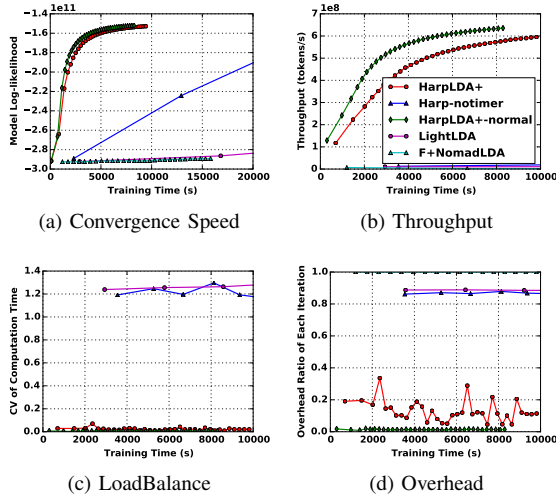 −1.4 1e11
−1.6
−1.8
−2.0
−2.2
−2.4
−2.6
−2.8
−3.0
Model Log-likelihood
0 5000 10000 15000 20000
Training Time (s)
(a) Convergence Speed
7 1e8
6
5
4
3
2
1
0
Throughput (tokens/s)
HarpLDA+
Harp-notimer
HarpLDA+-normal
LightLDA
F+NomadLDA
0 2000 4000 6000 8000 10000
Training Time (s)
(b) Throughput
1.4
1.2
1.0
0.8
0.6
0.4
0.2
0.0
CV of Computation Time
0 2000 4000 6000 8000 10000
Training Time (s)
(c) LoadBalance
1.0
0.8
0.6
0.4
0.2
0.0
Overhead Ratio of Each Iteration
0 2000 4000 6000 8000 10000
Training Time (s)
(d) Overhead